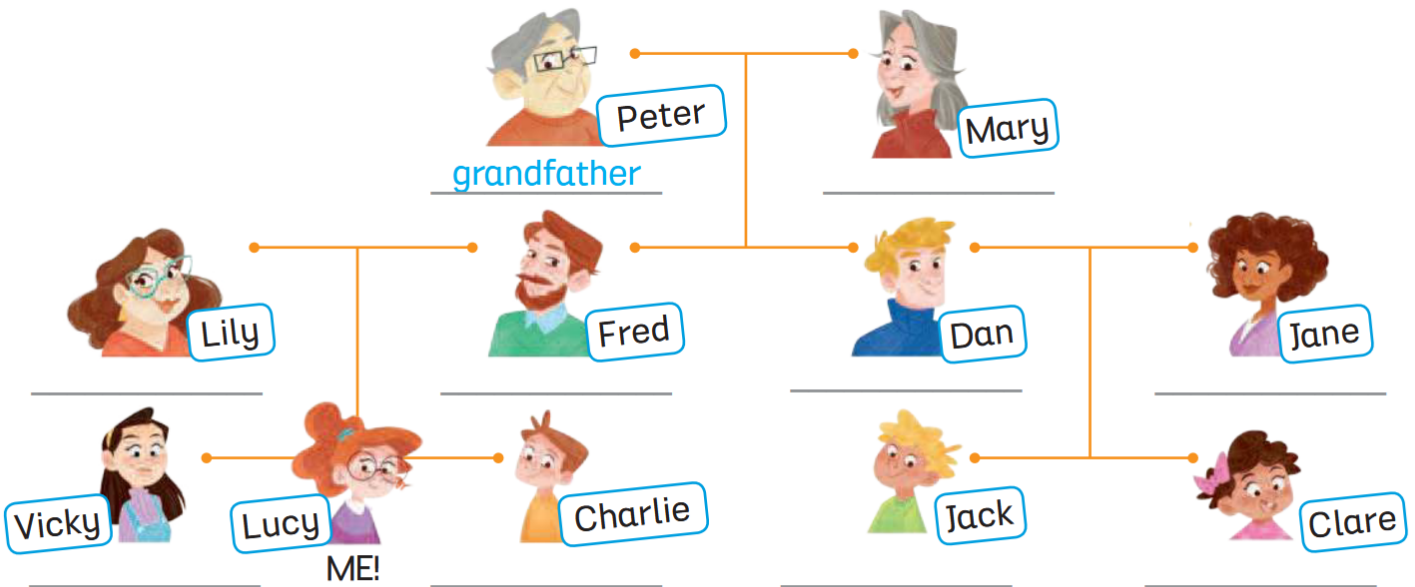 Peter
Mary
grandfather
Lily
Fred
Dan
Jane
Vicky
Lucy
Charlie
Jack
Clare
ME!